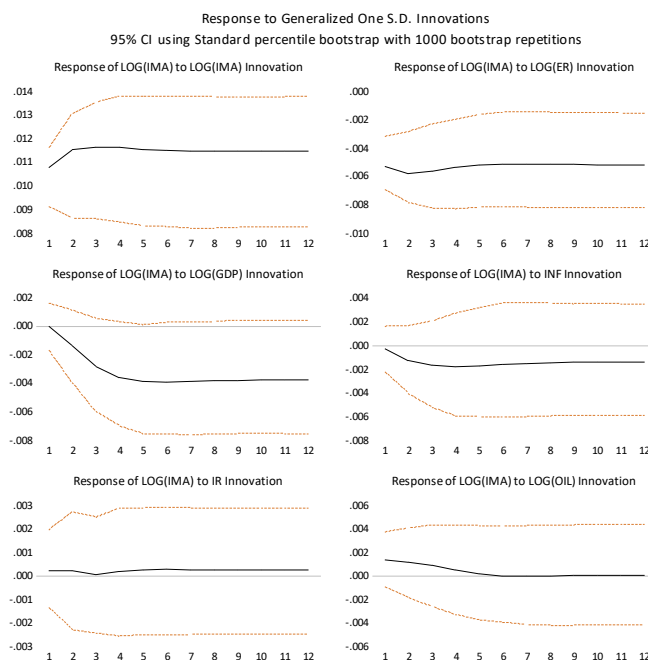 Response to Generalized One S.D. Innovations
95% CI using Standard percentile bootstrap with 1000 bootstrap repetitions
Response of LOG(IMA) to LOG(IMA) Innovation
.014
.013
.012
.011
.010
.009
.008
1 2 3 4 5 6 7 8 9 10 11 12
Response of LOG(IMA) to LOG(ER) Innovation
.000
-.002
-.004
-.006
-.008
-.010
1 2 3 4 5 6 7 8 9 10 11 12
Response of LOG(IMA) to LOG(GDP) Innovation
.002
.000
-.002
-.004
-.006
-.008
1 2 3 4 5 6 7 8 9 10 11 12
Response of LOG(IMA) to INF Innovation
.004
.002
.000
-.002
-.004
-.006
-.008
1 2 3 4 5 6 7 8 9 10 11 12
Response of LOG(IMA) to IR Innovation
.003
.002
.001
.000
-.001
-.002
-.003
1 2 3 4 5 6 7 8 9 10 11 12
Response of LOG(IMA) to LOG(OIL) Innovation
.006
.004
.002
.000
-.002
-.004
-.006
1 2 3 4 5 6 7 8 9 10 11 12